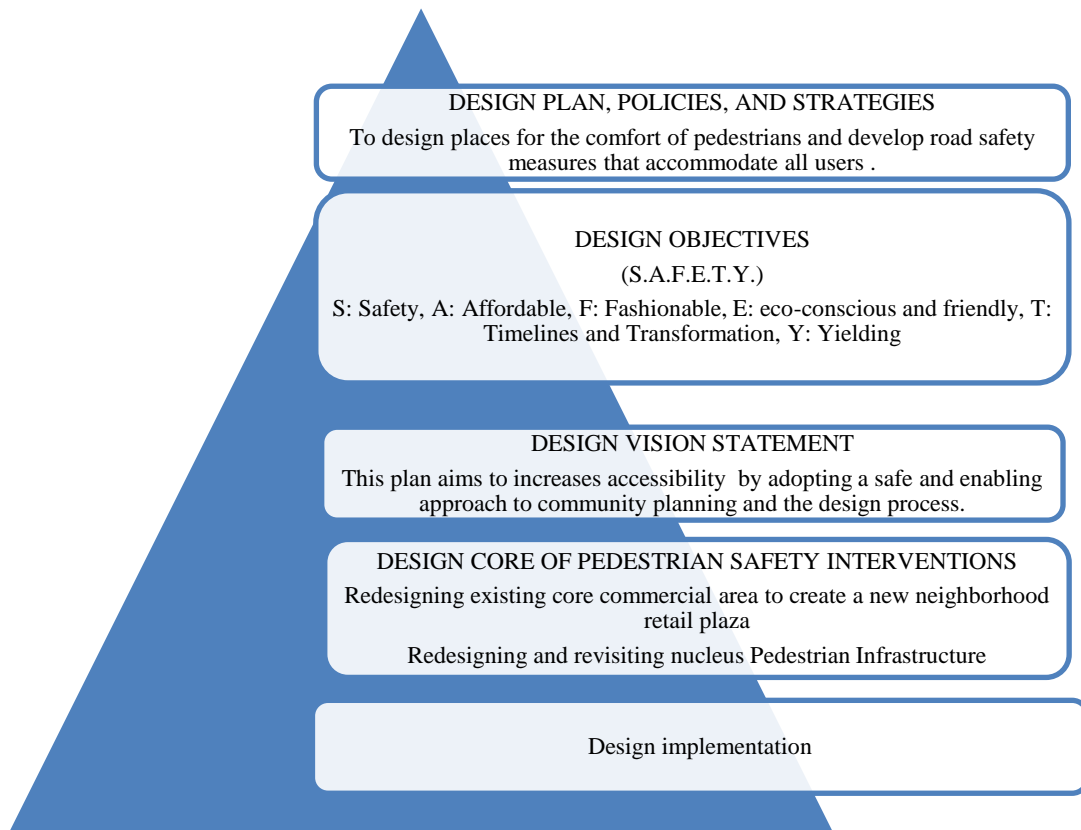 DESIGN PLAN, POLICIES, AND STRATEGIES
To design places for the comfort of pedestrians and develop road safety
measures that accommodate all users .
DESIGN OBJECTIVES
(S.A.F.E.T.Y.)
S: Safety, A: Affordable, F: Fashionable, E: eco-conscious and friendly, T:
Timelines and Transformation, Y: Yielding
DESIGN VISION STATEMENT
This plan aims to increases accessibility by adopting a safe and enabling
approach to community planning and the design process.
DESIGN CORE OF PEDESTRIAN SAFETY INTERVENTIONS
Redesigning existing core commercial area to create a new neighborhood
retail plaza
Redesigning and revisiting nucleus Pedestrian Infrastructure
Design implementation